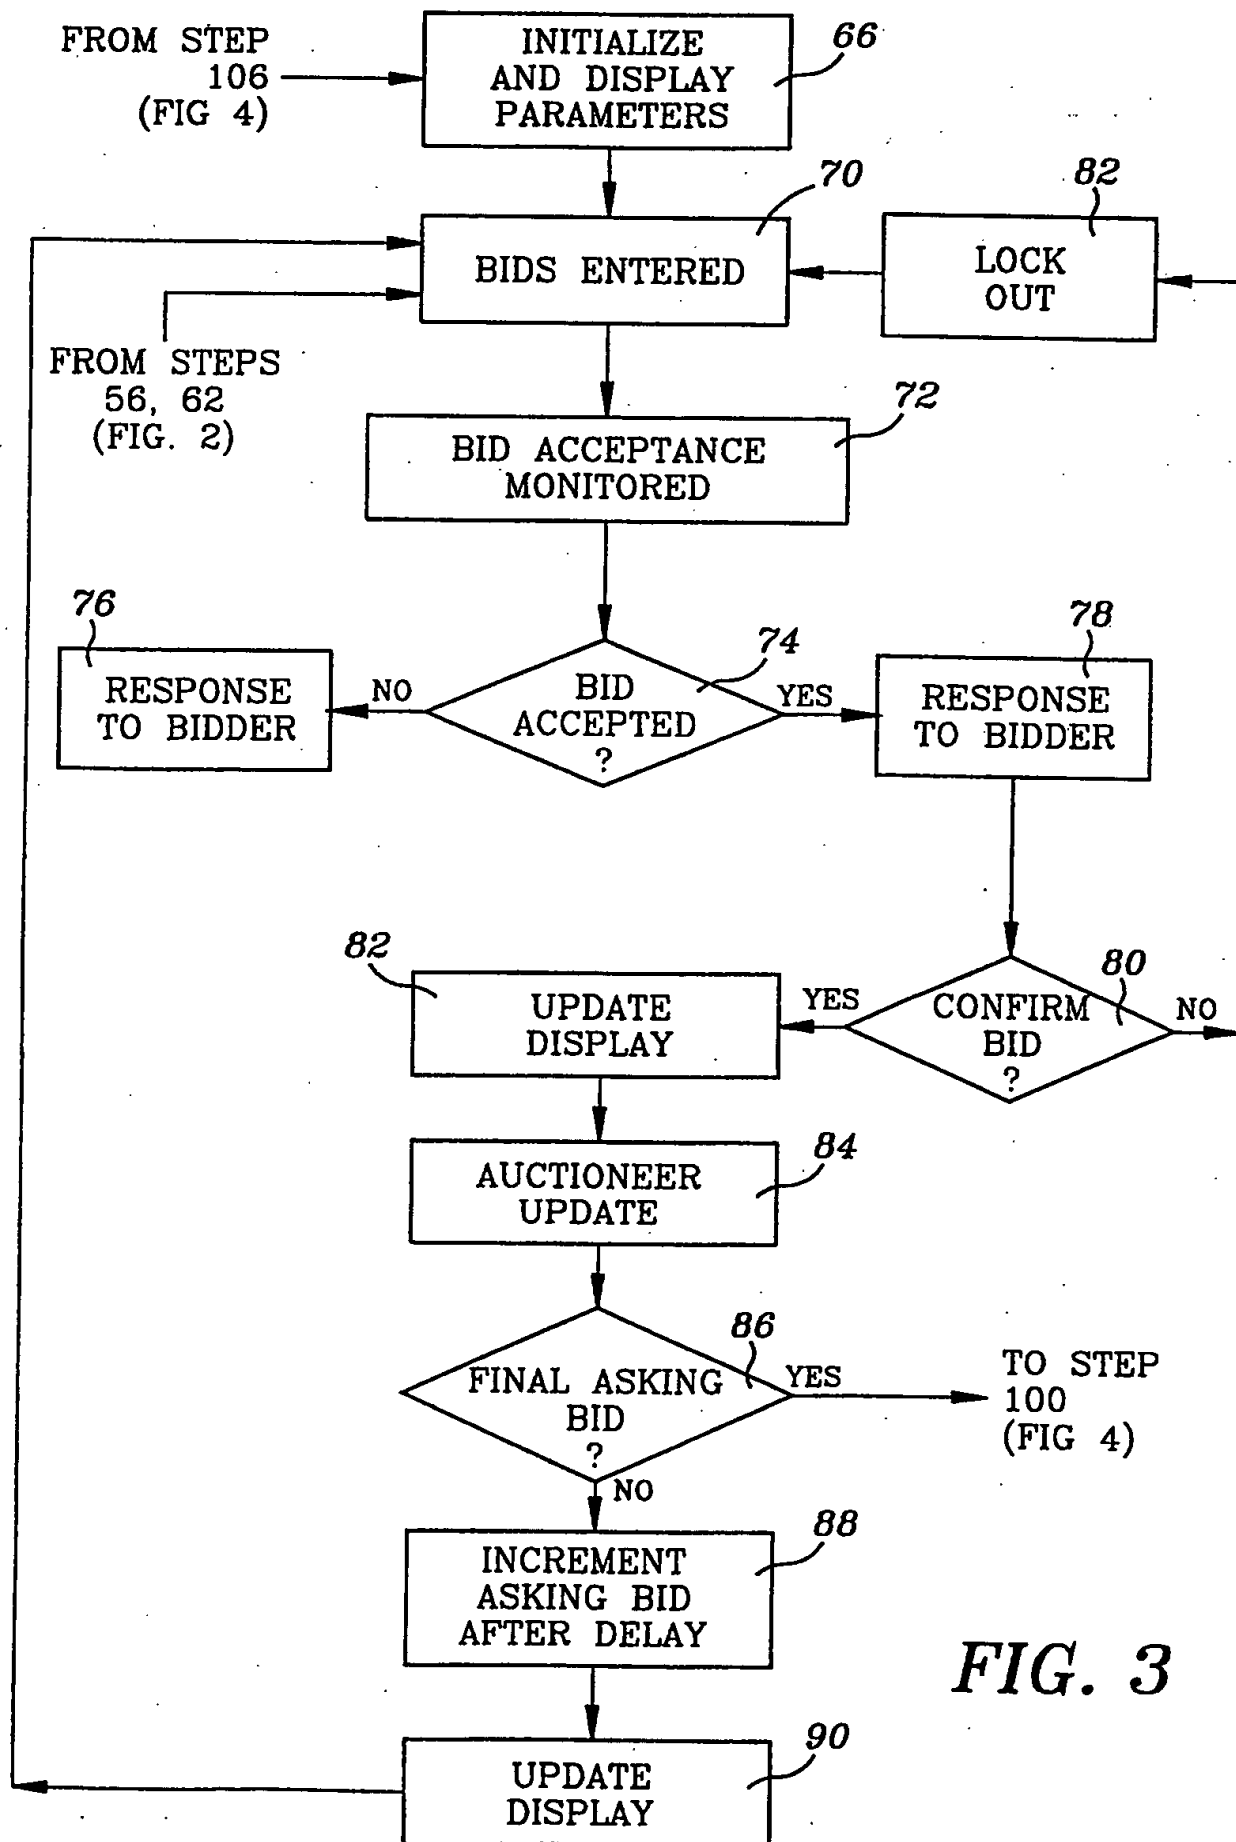 FROM STEP
106
(FIG 4)
INITIALIZE
AND DISPLAY
PARAMETERS
66
70
BIDS ENTERED
82
LOCK
OUT
FROM STEPS
56, 62
(FIG. 2)
72
BID ACCEPTANCE
MONITORED
76
RESPONSE
TO BIDDER
NO
74
BID
ACCEPTED
?
YES
78
RESPONSE
TO BIDDER
82
UPDATE
DISPLAY
YES
80
CONFIRM
BID
?
NO
84
AUCTIONEER
UPDATE
86
FINAL ASKING
BID
?
YES
TO STEP
100
(FIG 4)
NO
88
INCREMENT
ASKING BID
AFTER DELAY
FIG. 3
90
UPDATE
DISPLAY